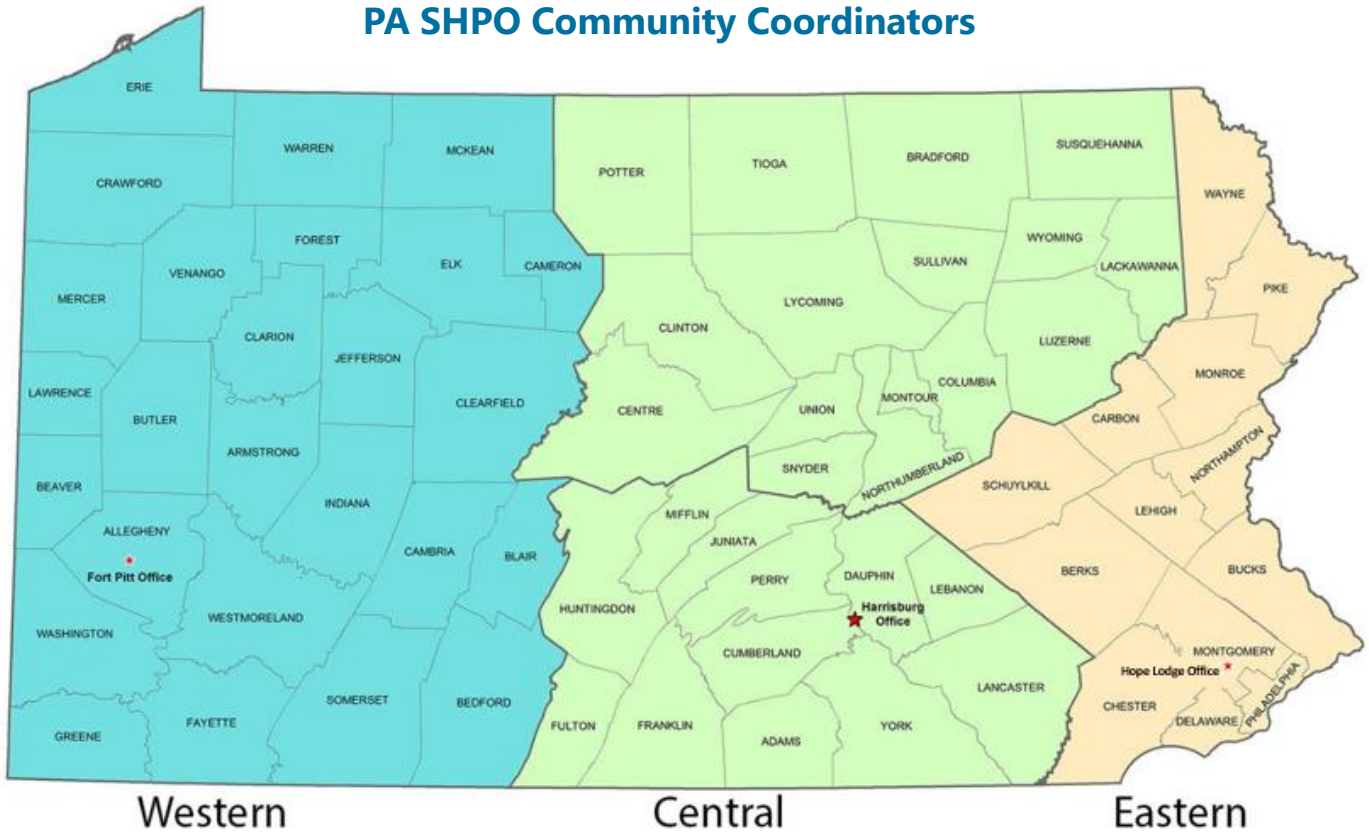 PA SHPO Community Coordinators
ERIE
WARREN
MCKEAN
CRAWFORD
FOREST
VENANGO
ELK
CAMERON
MERCER
CLARION
JEFFERSON
LAWRENCE
BUTLER
CLEARFIELD
ARMSTRONG
BEAVER
INDIANA
ALLEGHENY
Fort Pitt Office
CAMBRIA
BLAIR
WESTMORELAND
WASHINGTON
SOMERSET
BEDFORD
FAYETTE
GREENE
POTTER
TIOGA
BRADFORD
SUSQUEHANNA
WYOMING
LACKAWANNA
SULLIVAN
LYCOMING
CLINTON
LUZERNE
COLUMBIA
MONTOUR
UNION
CENTRE
SNYDER
NORTHUMBERLAND
MIFFLIN
JUNIATA
PERRY
DAUPHIN
LEBANON
HUNTINGDON
Harrisburg
Office
CUMBERLAND
LANCASTER
FULTON
FRANKLIN
ADAMS
YORK
WAYNE
PIKE
MONROE
CARBON
NORTHAMPTON
SCHUYLKILL
LEHIGH
BERKS
BUCKS
MONTGOMERY
Hope Lodge Office
PHILADELPHIA
CHESTER
DELAWARE
Western
Central
Eastern